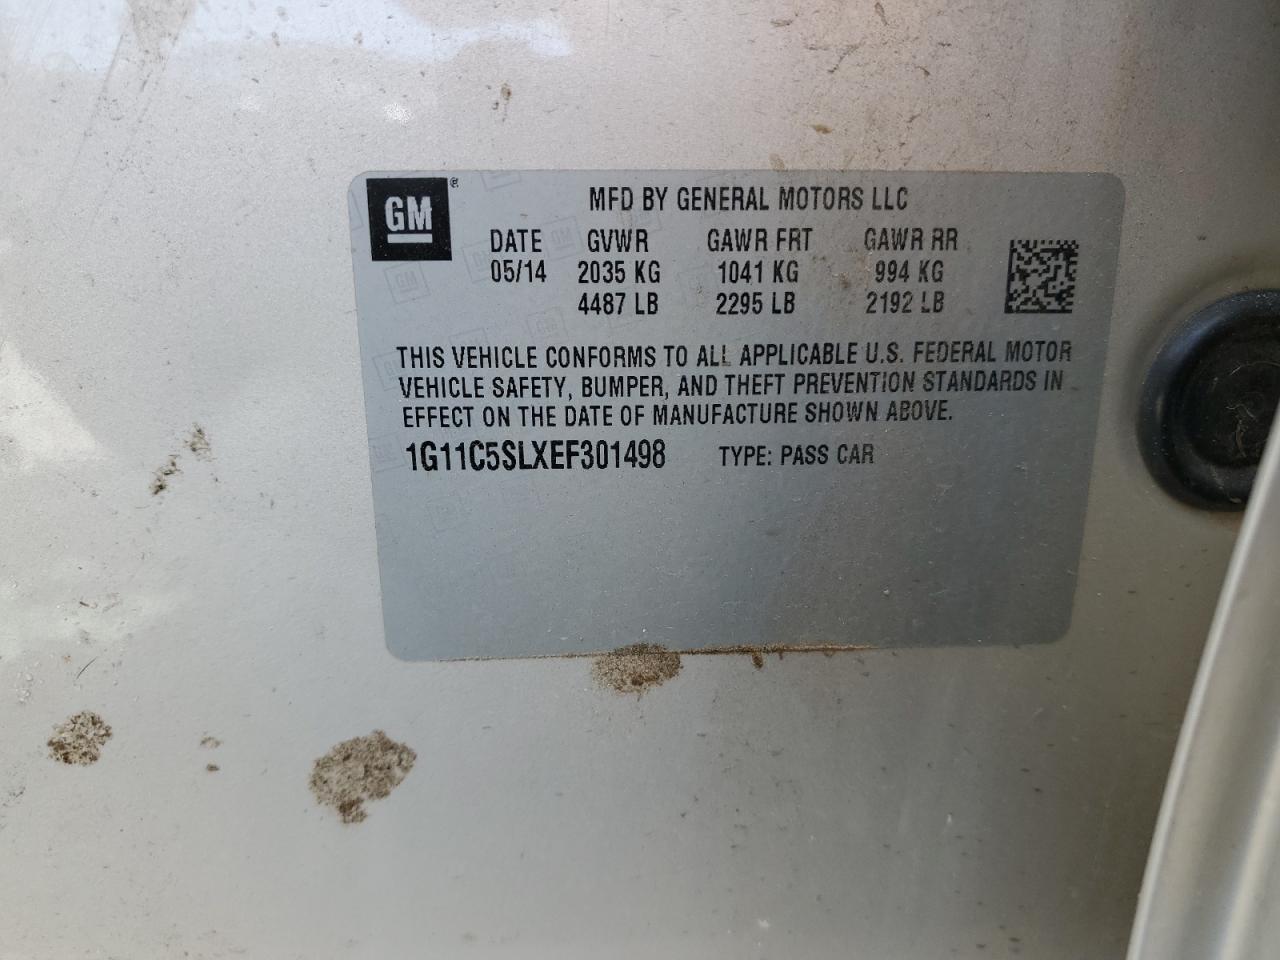 GM ®
MFD BY GENERAL MOTORS LLC
DATE GVWR GAWR FRT GAWR RR
05/14 2035 KG 1041 KG 994 KG
4487 LB 2295 LB 2192 LB
THIS VEHICLE CONFORMS TO ALL APPLICABLE U.S. FEDERAL MOTOR
VEHICLE SAFETY, BUMPER, AND THEFT PREVENTION STANDARDS IN
EFFECT ON THE DATE OF MANUFACTURE SHOWN ABOVE.
1G11C5SLXEF301498 TYPE: PASS CAR